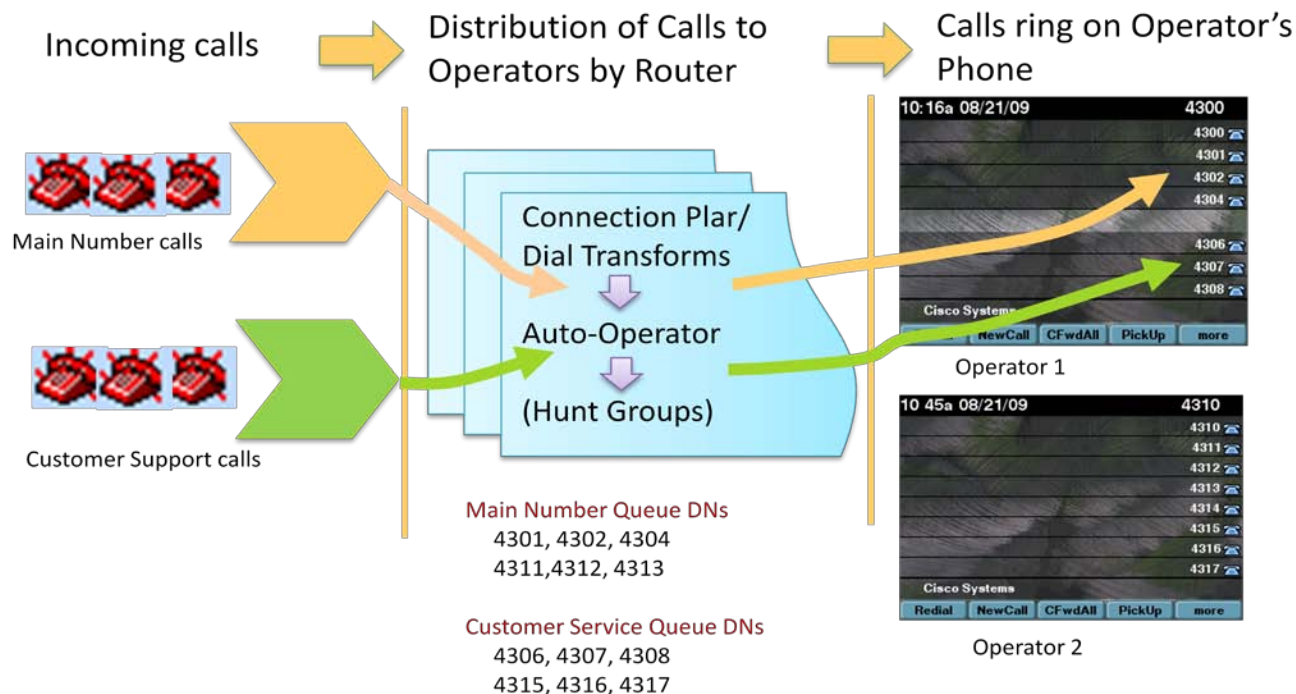 Incoming calls
Distribution of Calls to
Operators by Router
Calls ring on Operator's
Phone
Main Number calls
Customer Support calls
Connection Plar/
Dial Transforms
Auto-Operator
(Hunt Groups)
Main Number Queue DNs
4301, 4302, 4304
4311,4312, 4313
Customer Service Queue DNs
4306, 4307, 4308
4315, 4316, 4317
10:16a 08/21/09 4300
4300
4301
4302
4304
4306
4307
4308
Cisco Systems
NewCall CFwdAll PickUp more
Operator 1
10 45a 08/21/09 4310
4310
4311
4312
4313
4314
4315
4316
4317
Cisco Systems
Redial NewCall CFwdAll PickUp more
Operator 2